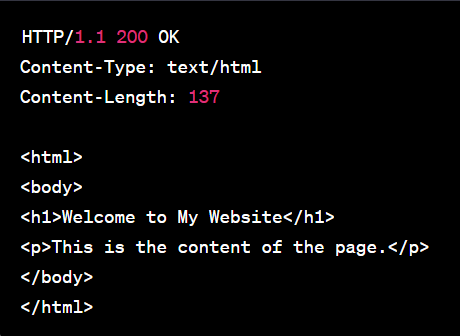 HTTP/1.1 200 OK
Content-Type: text/html
Content-Length: 137

<html>
<body>
<h1>Welcome to My Website</h1>
<p>This is the content of the page.</p>
</body>
</html>